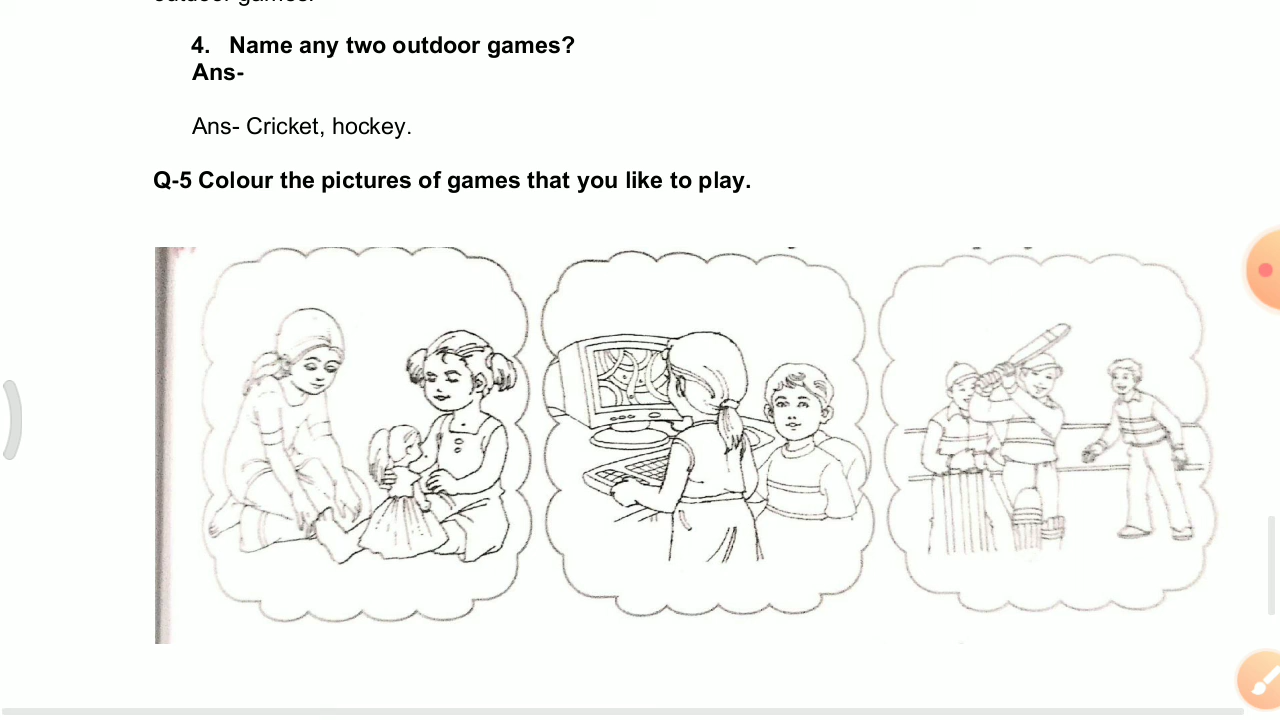 4. Name any two outdoor games?
Ans-
Ans- Cricket, hockey.
Q-5 Colour the pictures of games that you like to play.